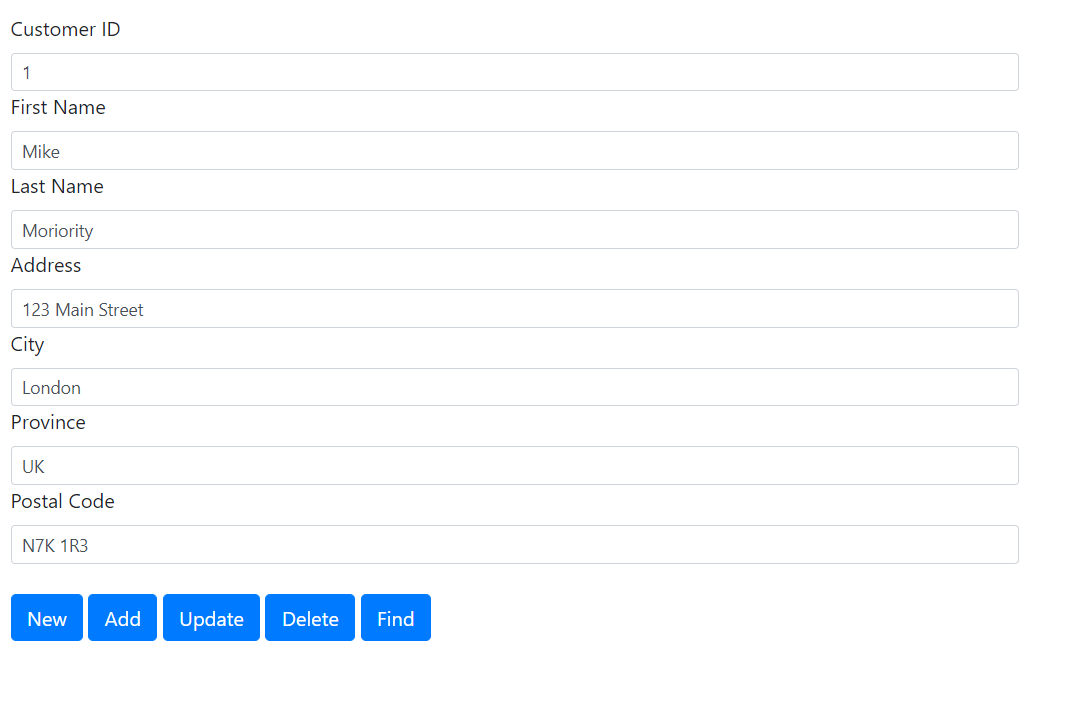 Customer ID
1
First Name
Mike
Last Name
Moriority
Address
123 Main Street
City
London
Province
UK
Postal Code
N7K 1R3
New Add Update Delete Find